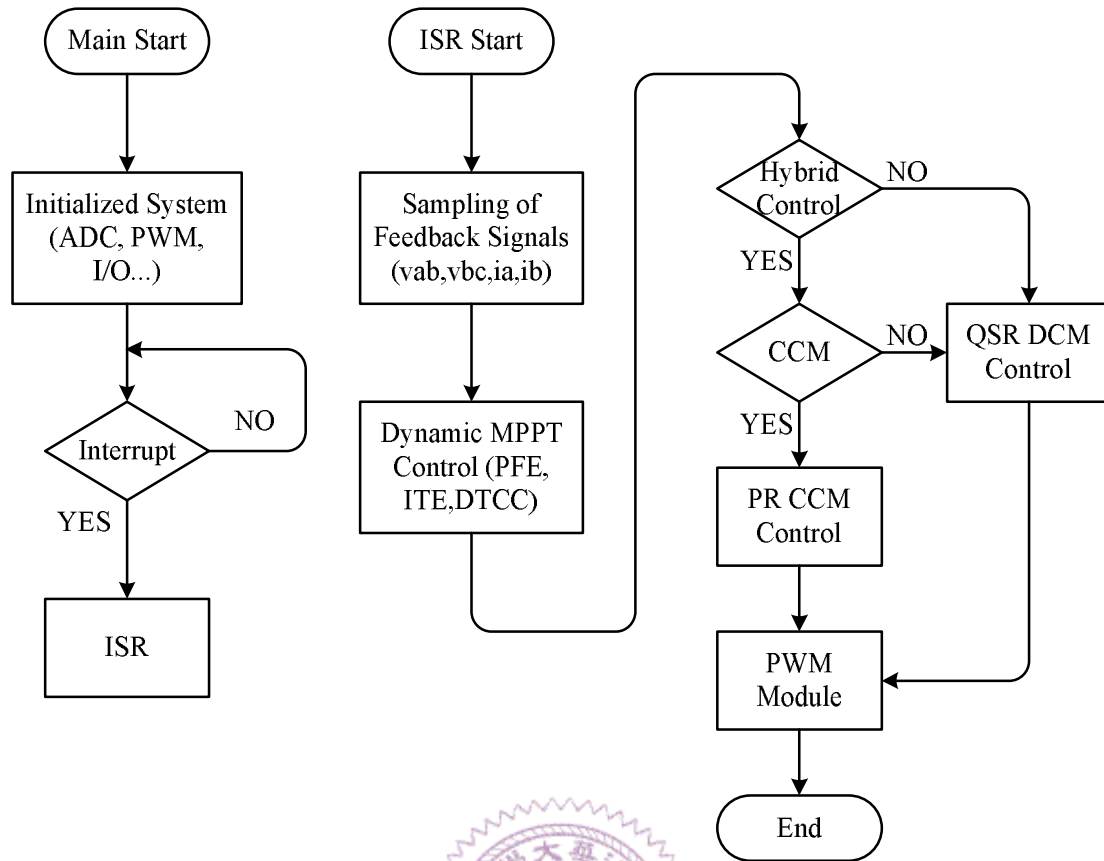 Main Start
Initialized System
(ADC, PWM,
I/O...)
Interrupt
NO
YES
ISR
ISR Start
Sampling of
Feedback Signals
(vab,vbc,ia,ib)
Dynamic MPPT
Control (PFE,
ITE,DTCC)
Hybrid
Control
NO
YES
CCM
NO
QSR DCM
Control
YES
PR CCM
Control
PWM
Module
End